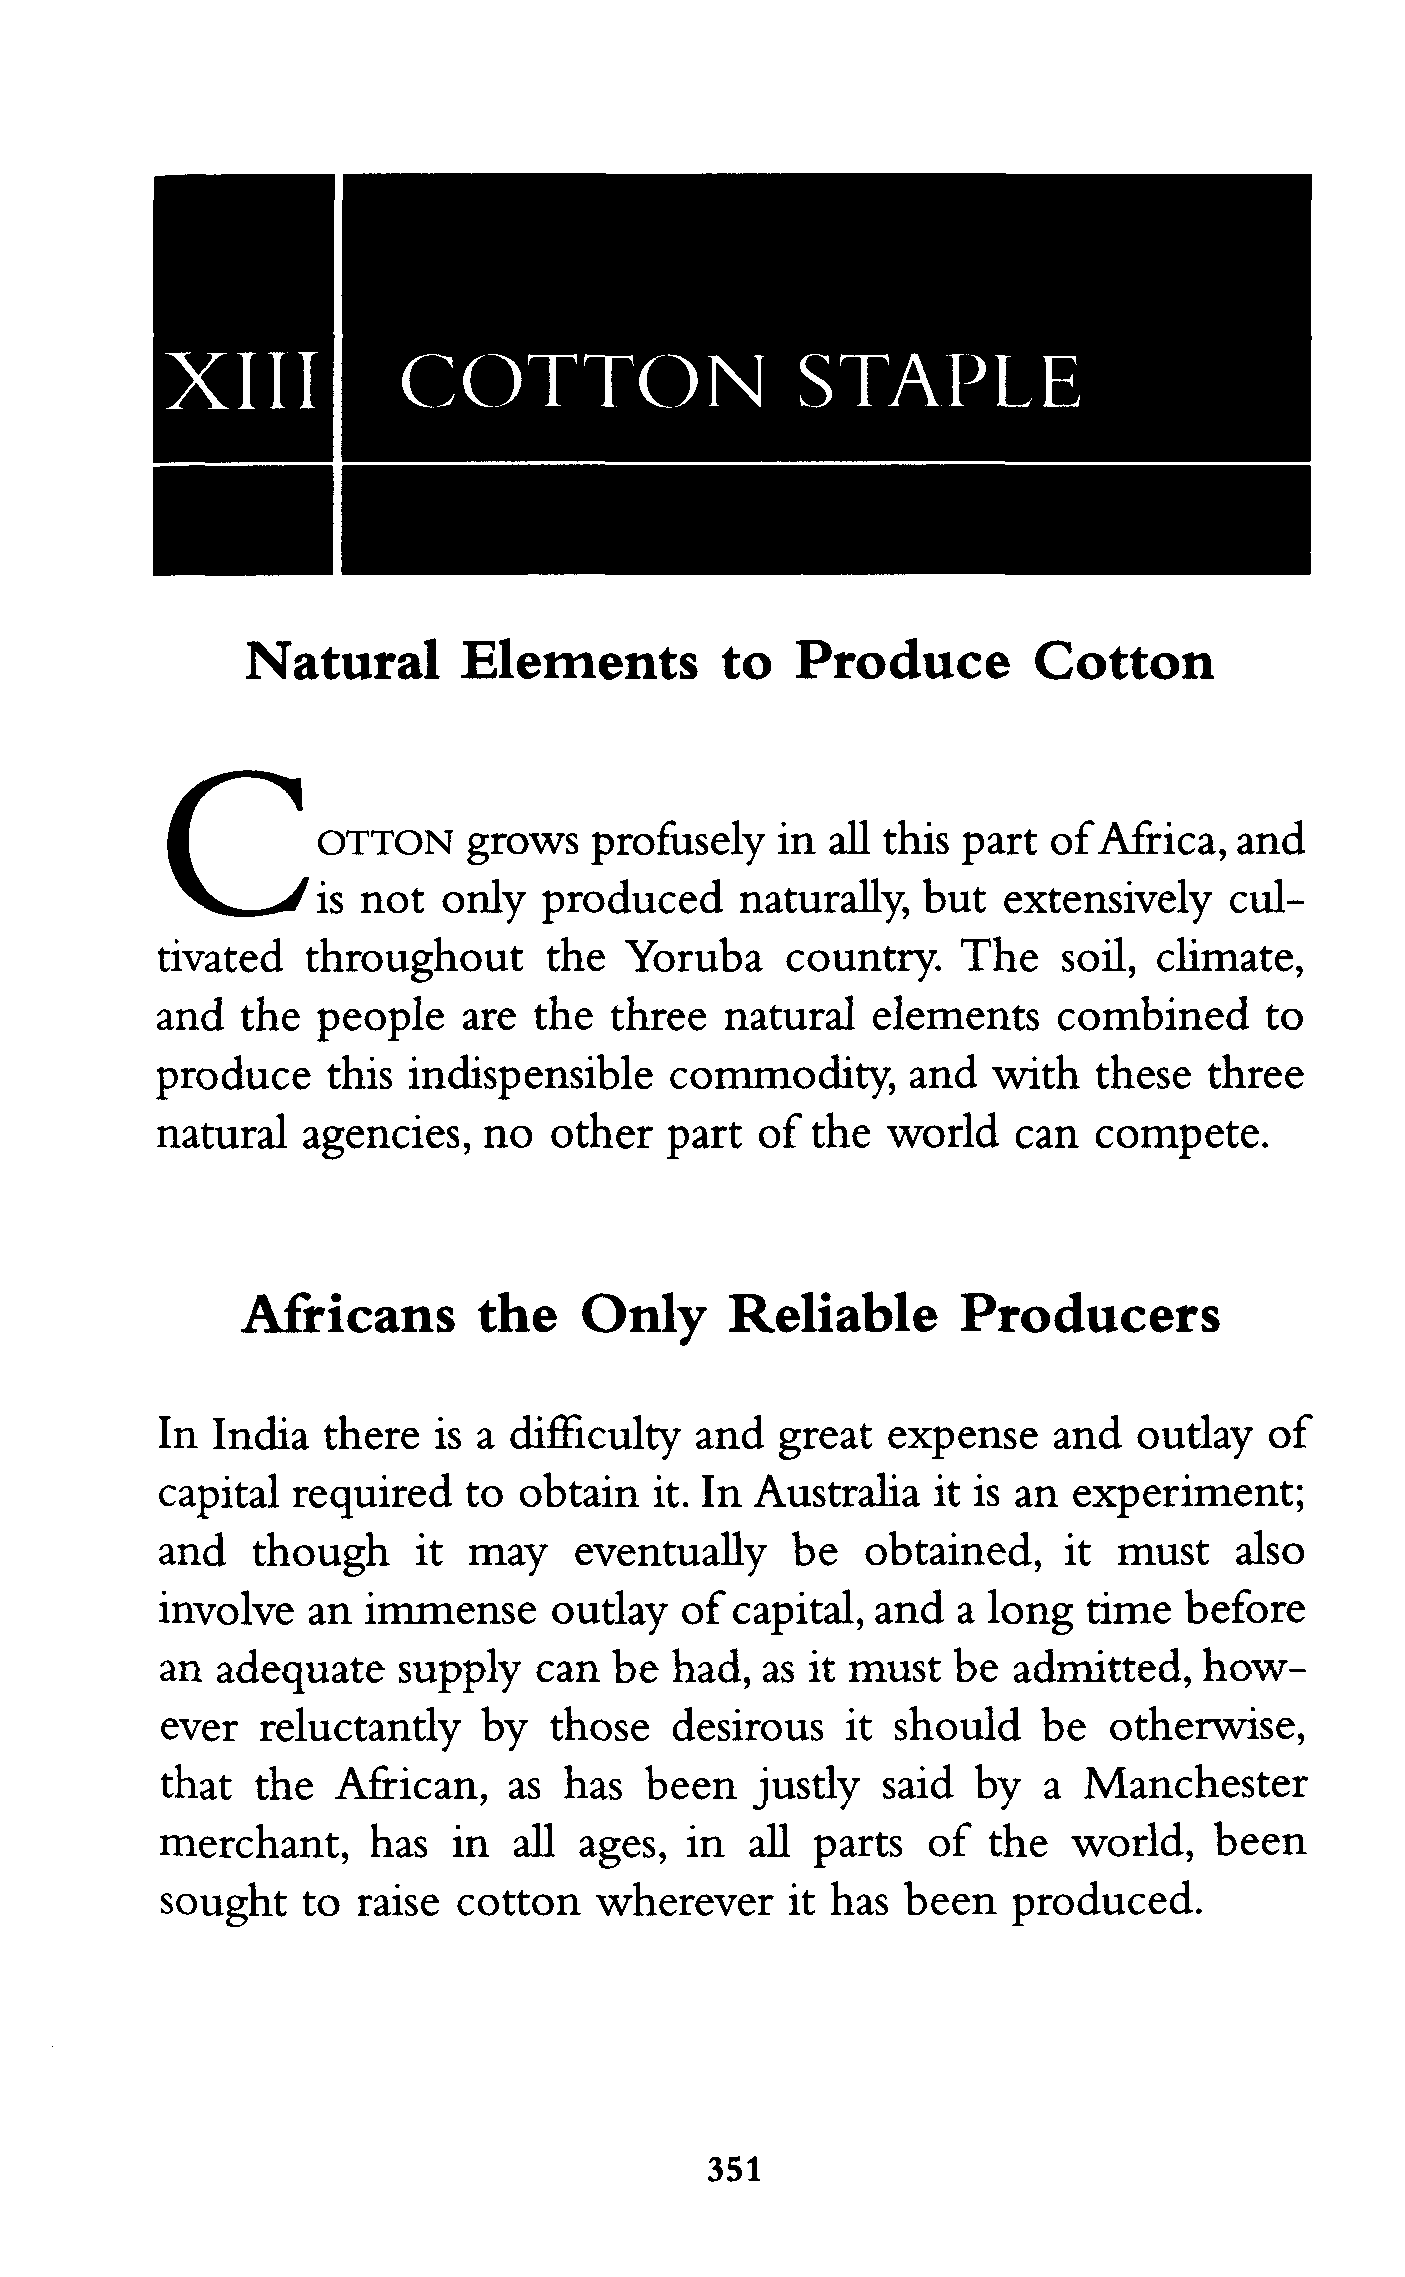 XIII COTTON STAPLE
Natural Elements to Produce Cotton
COTTON grows profusely in all this part of Africa, and
is not only produced naturally, but extensively cul-
tivated throughout the Yoruba country. The soil, climate,
and the people are the three natural elements combined to
produce this indispensible commodity, and with these three
natural agencies, no other part of the world can compete.
Africans the Only Reliable Producers
In India there is a difficulty and great expense and outlay of
capital required to obtain it. In Australia it is an experiment;
and though it may eventually be obtained, it must also
involve an immense outlay of capital, and a long time before
an adequate supply can be had, as it must be admitted, how-
ever reluctantly by those desirous it should be otherwise,
that the African, as has been justly said by a Manchester
merchant, has in all ages, in all parts of the world, been
sought to raise cotton wherever it has been produced.
351